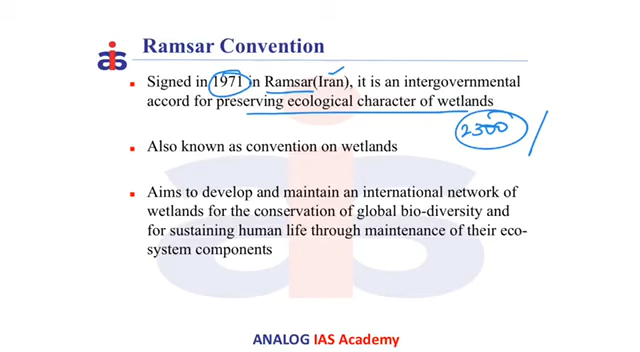 Ramsar Convention
Signed in 1971 in Ramsar(Iran), it is an intergovernmental
accord for preserving ecological character of wetlands
2300
Also known as convention on wetlands
Aims to develop and maintain an international network of
wetlands for the conservation of global bio-diversity and
for sustaining human life through maintenance of their eco-
system components
ANALOG IAS Academy